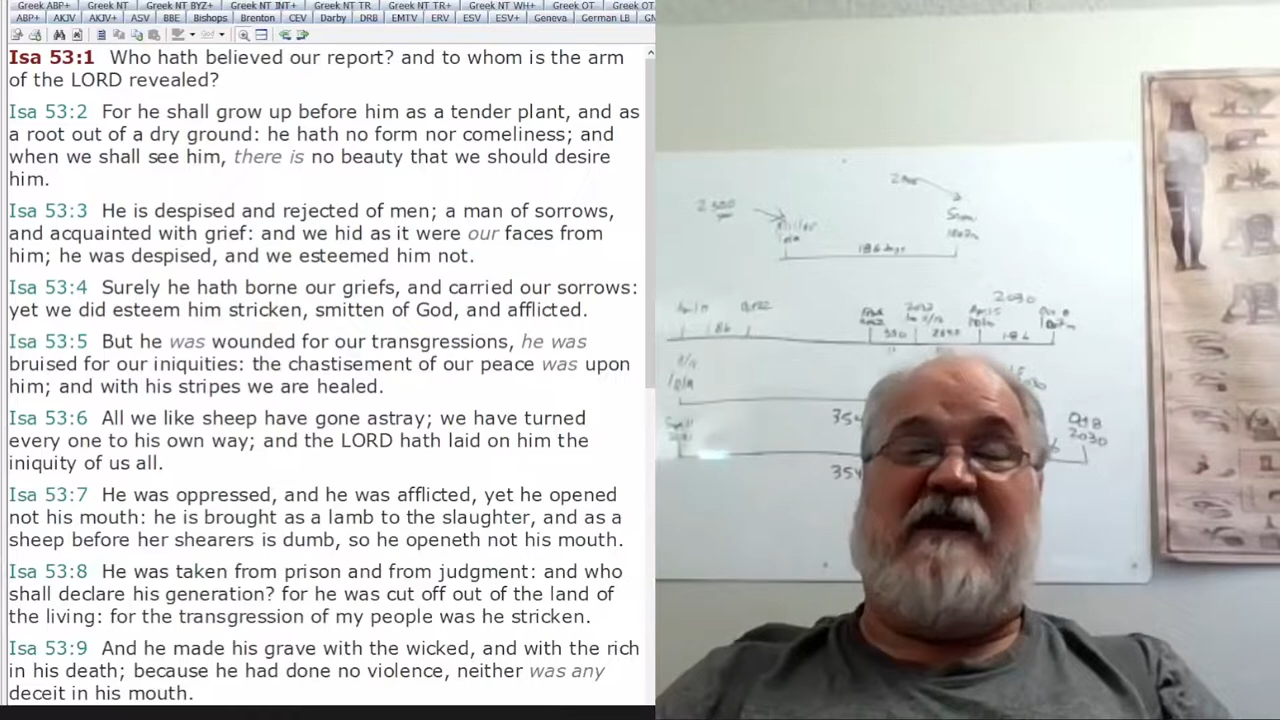 Greek ABP+ Greek NT Greek NT BYZ+ Greek NT INT+ Greek NT TR Greek NT TR+ Greek NT WH+ Greek OT Greek OT
ABP+ AKJV AKJV+ ASV BBE Bishops Brenton CEV Darby DRB EMTV ERV ESV ESV+ Geneva German LB
Isa 53:1 Who hath believed our report? and to whom is the arm
of the LORD revealed?
Isa 53:2 For he shall grow up before him as a tender plant, and as
a root out of a dry ground: he hath no form nor comeliness; and
when we shall see him, there is no beauty that we should desire
him.
Isa 53:3 He is despised and rejected of men; a man of sorrows,
and acquainted with grief: and we hid as it were our faces from
him; he was despised, and we esteemed him not.
Isa 53:4 Surely he hath borne our griefs, and carried our sorrows:
yet we did esteem him stricken, smitten of God, and afflicted.
Isa 53:5 But he was wounded for our transgressions, he was
bruised for our iniquities: the chastisement of our peace was upon
him; and with his stripes we are healed.
Isa 53:6 All we like sheep have gone astray; we have turned
every one to his own way; and the LORD hath laid on him the
iniquity of us all.
Isa 53:7 He was oppressed, and he was afflicted, yet he opened
not his mouth: he is brought as a lamb to the slaughter, and as a
sheep before her shearers is dumb, so he openeth not his mouth.
Isa 53:8 He was taken from prison and from judgment: and who
shall declare his generation? for he was cut off out of the land of
the living: for the transgression of my people was he stricken.
Isa 53:9 And he made his grave with the wicked, and with the rich
in his death; because he had done no violence, neither was any
deceit in his mouth.
2300
2030
186
354
Oct 8
2030
354